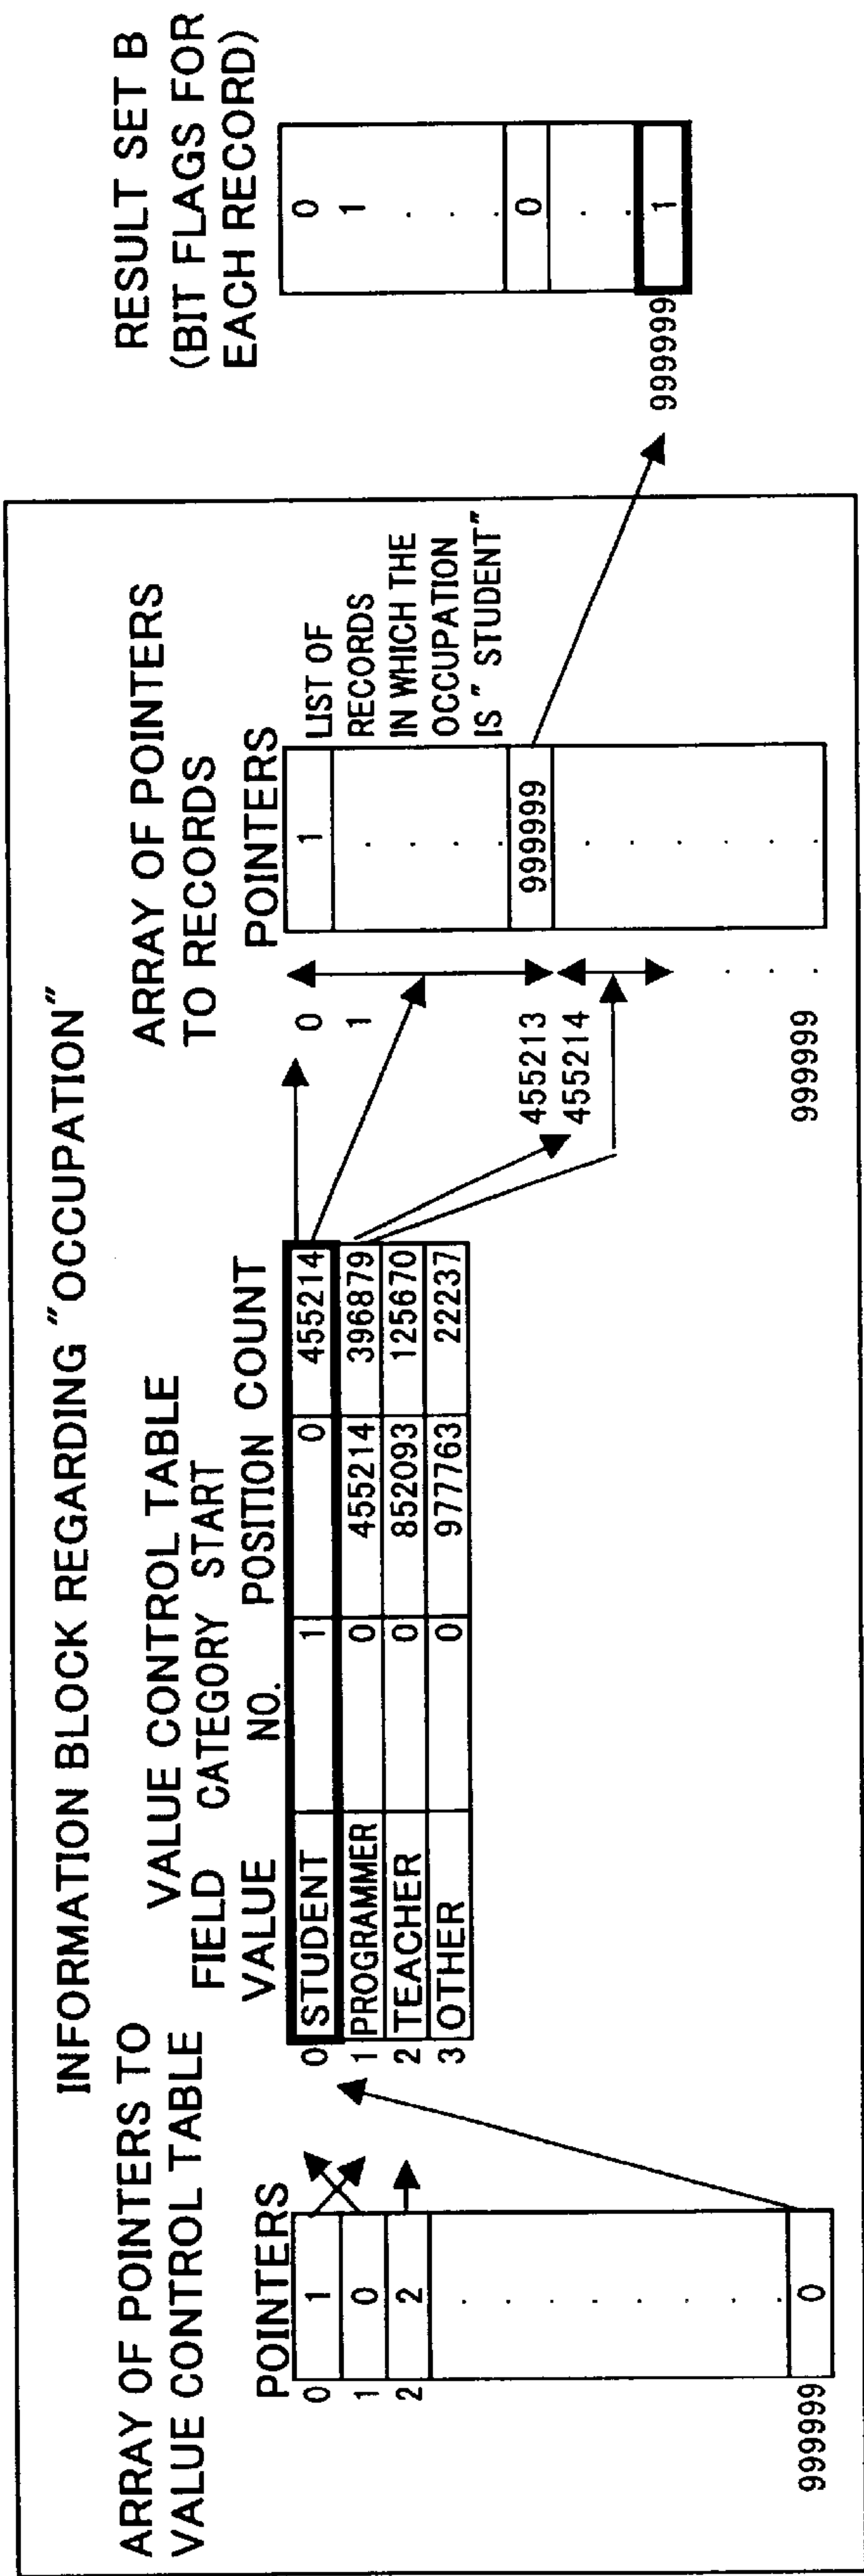 INFORMATION BLOCK REGARDING "OCCUPATION"
ARRAY OF POINTERS TO
VALUE CONTROL TABLE
POINTERS
0 1
1 0
2 2
. . . . . . .
999999 0
VALUE CONTROL TABLE
FIELD CATEGORY START
VALUE NO. POSITION COUNT
0 STUDENT 1 0 455214
1 PROGRAMMER 0 455214 396879
2 TEACHER 0 852093 125670
3 OTHER 0 977763 22237
ARRAY OF POINTERS
TO RECORDS
POINTERS
0 1
1 .
. . .
455213 999999
455214 .
. . .
999999 .
LIST OF
RECORDS
IN WHICH THE
OCCUPATION
IS "STUDENT"
RESULT SET B
(BIT FLAGS FOR
EACH RECORD)
0
1
. . .
0
. .
999999 1